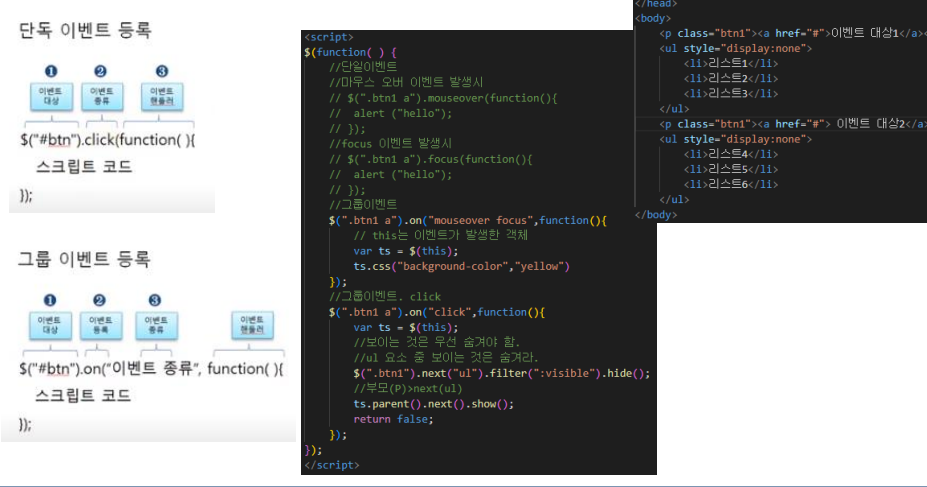 단독 이벤트 등록
❶ ❷ ❸
이벤트 대상
이벤트 종류
이벤트 핸들러
$("#btn").click(function( ){
스크립트 코드
});
그룹 이벤트 등록
❶ ❷ ❸
이벤트 대상
이벤트 등록
이벤트 종류
이벤트 핸들러
$("#btn").on("이벤트 종류", function( ){
스크립트 코드
});
<script>
$(function( ) {
//단일이벤트
//마우스 오버 이벤트 발생시
// $(".btn1 a").mouseover(function(){
//  alert ("hello");
// });
//focus 이벤트 발생시
// $(".btn1 a").focus(function(){
//  alert ("hello");
// });
//그룹이벤트
$(".btn1 a").on("mouseover focus",function(){
// this는 이벤트가 발생한 객체
var ts = $(this);
ts.css("background-color","yellow")
});
//그룹이벤트. click
$(".btn1 a").on("click",function(){
var ts = $(this);
//보이는 것은 우선 숨겨야 함.
//ul 요소 중 보이는 것은 숨겨라.
$(".btn1").next("ul").filter(":visible").hide();
//부모(P)>next(ul)
ts.parent().next().show();
return false;
});
});
</script>
</head>
<body>
<p class="btn1"><a href="#">이벤트 대상1</a><
<ul style="display:none">
<li>리스트1</li>
<li>리스트2</li>
<li>리스트3</li>
</ul>
<p class="btn1"><a href="#"> 이벤트 대상2</a>
<ul style="display:none">
<li>리스트4</li>
<li>리스트5</li>
<li>리스트6</li>
</ul>
</body>